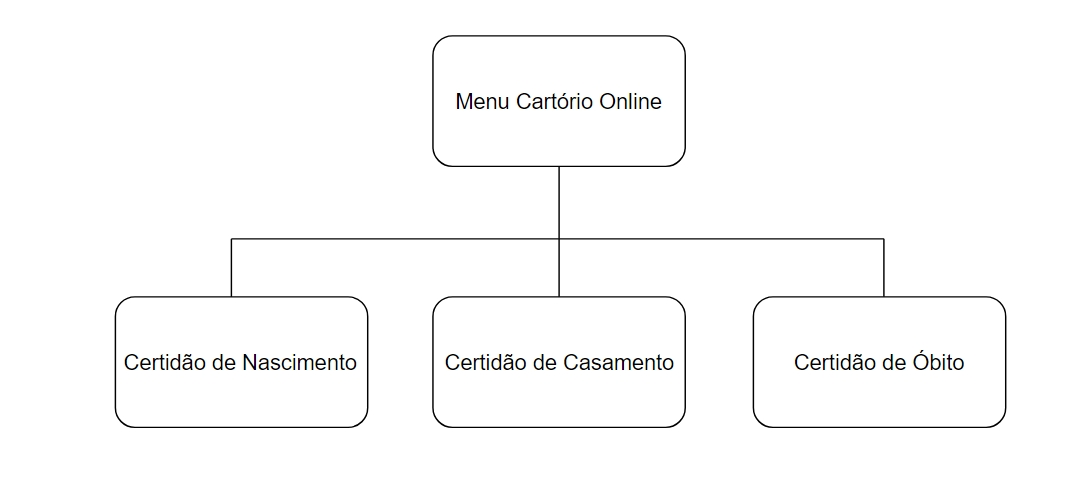 Menu Cartório Online
Certidão de Nascimento
Certidão de Casamento
Certidão de Óbito